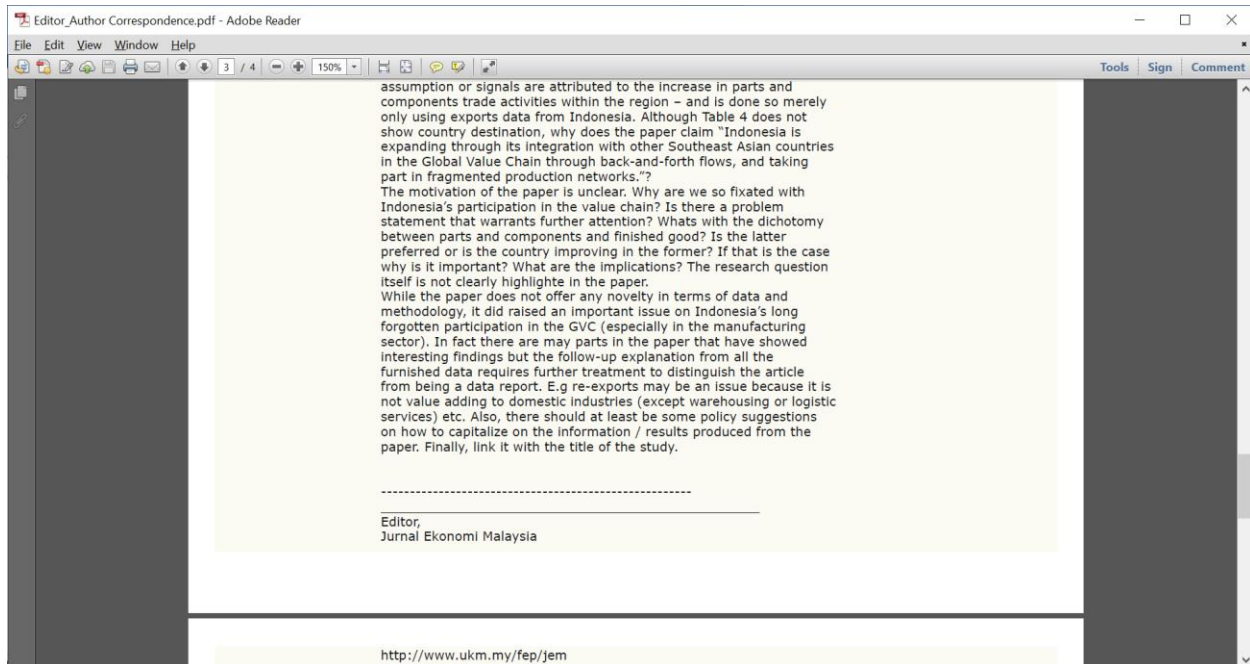 Editor_Author Correspondence.pdf - Adobe Reader
File Edit View Window Help
3 / 4 150% Tools Sign Comment
assumption or signals are attributed to the increase in parts and
components trade activities within the region – and is done so merely
only using exports data from Indonesia. Although Table 4 does not
show country destination, why does the paper claim “Indonesia is
expanding through its integration with other Southeast Asian countries
in the Global Value Chain through back-and-forth flows, and taking
part in fragmented production networks.”?
The motivation of the paper is unclear. Why are we so fixated with
Indonesia’s participation in the value chain? Is there a problem
statement that warrants further attention? Whats with the dichotomy
between parts and components and finished good? Is the latter
preferred or is the country improving in the former? If that is the case
why is it important? What are the implications? The research question
itself is not clearly highlighte in the paper.
While the paper does not offer any novelty in terms of data and
methodology, it did raised an important issue on Indonesia’s long
forgotten participation in the GVC (especially in the manufacturing
sector). In fact there are may parts in the paper that have showed
interesting findings but the follow-up explanation from all the
furnished data requires further treatment to distinguish the article
from being a data report. E.g re-exports may be an issue because it is
not value adding to domestic industries (except warehousing or logistic
services) etc. Also, there should at least be some policy suggestions
on how to capitalize on the information / results produced from the
paper. Finally, link it with the title of the study.
------------------------------------------------------
Editor,
Jurnal Ekonomi Malaysia
http://www.ukm.my/fep/jem